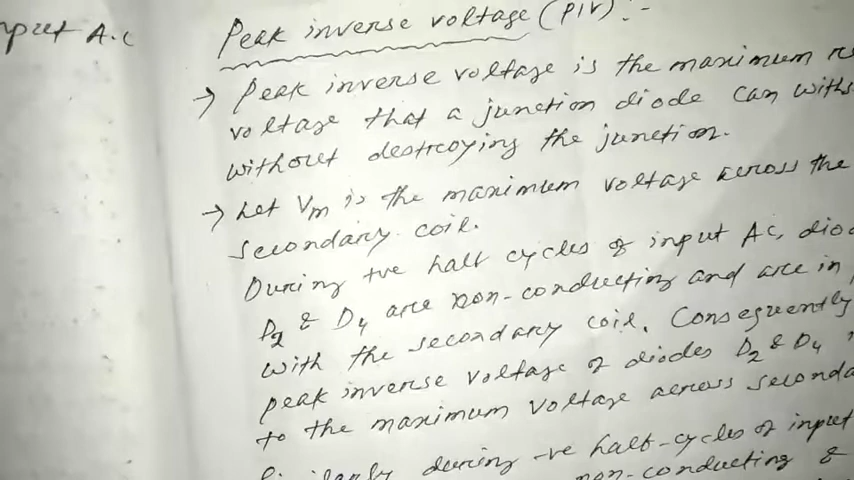 nput A.C
Peak inverse voltage (PIV):-
→ Peak inverse voltage is the maximum
voltage that a junction diode can withs
without destroying the junction.
→ Let Vm is the maximum voltage across the
secondary coil.
During +ve half cycles of input AC, diod
D2 & D4 are non-conducting and are in
with the secondary coil. Consequently
peak inverse voltage of diodes D2 & D4
to the maximum voltage across seconda
during -ve half-cycles of input
non-conducting &